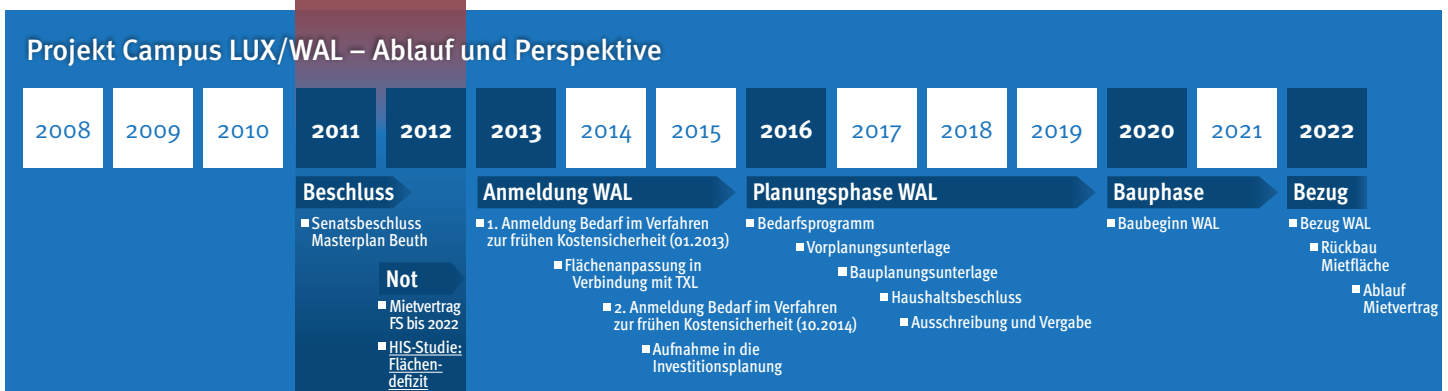 Projekt Campus LUX/WAL – Ablauf und Perspektive
2008 2009 2010 2011 2012 2013 2014 2015 2016 2017 2018 2019 2020 2021 2022
Beschluss
Senatsbeschluss
Masterplan Beuth
Not
Mietvertrag
FS bis 2022
HIS-Studie:
Flächen-
defizit
Anmeldung WAL
1. Anmeldung Bedarf im Verfahren
zur frühen Kostensicherheit (01.2013)
Flächenanpassung in
Verbindung mit TXL
2. Anmeldung Bedarf im Verfahren
zur frühen Kostensicherheit (10.2014)
Aufnahme in die
Investitionsplanung
Planungsphase WAL
Bedarfsprogramm
Vorplanungsunterlage
Bauplanungsunterlage
Haushaltsbeschluss
Ausschreibung und Vergabe
Bauphase
Baubeginn WAL
Bezug
Bezug WAL
Rückbau
Mietfläche
Ablauf
Mietvertrag